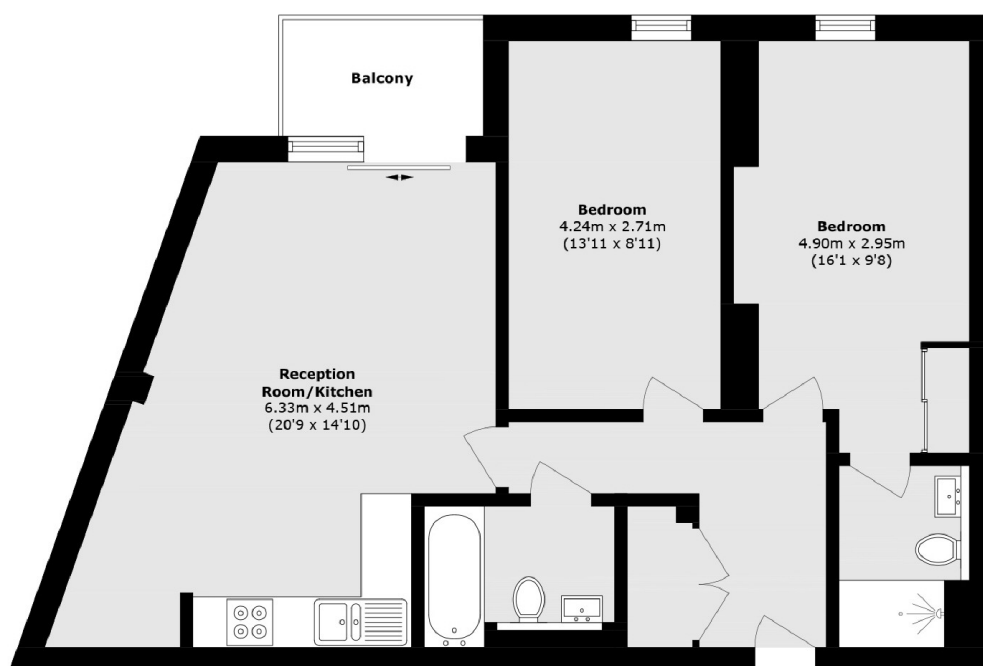 Balcony
Bedroom
4.24m x 2.71m
(13'11 x 8'11)
Bedroom
4.90m x 2.95m
(16'1 x 9'8)
Reception
Room/Kitchen
6.33m x 4.51m
(20'9 x 14'10)